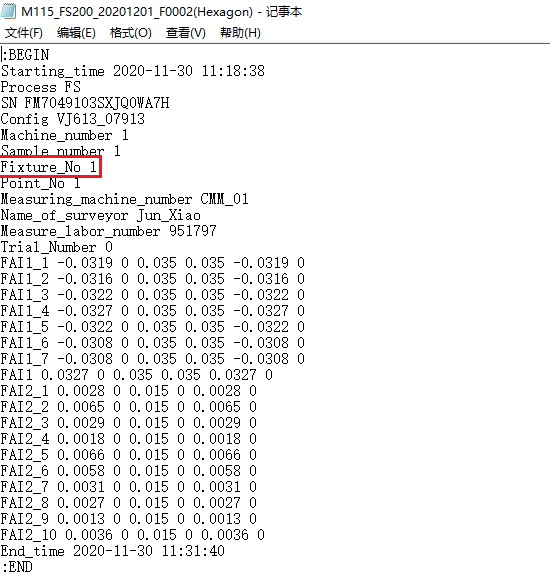 M115_FS200_20201201_F0002(Hexagon) - 记事本
文件(F) 编辑(E) 格式(O) 查看(V) 帮助(H)
:BEGIN
Starting_time 2020-11-30 11:18:38
Process FS
SN FM7049103SXJQ0WA7H
Config VJ613_07913
Machine_number 1
Sample_number 1
Fixture_No 1
Point_No 1
Measuring_machine_number CMM_01
Name_of_surveyor Jun_Xiao
Measure_labor_number 951797
Trial_Number 0
FAI1_1 -0.0319 0 0.035 0.035 -0.0319 0
FAI1_2 -0.0316 0 0.035 0.035 -0.0316 0
FAI1_3 -0.0322 0 0.035 0.035 -0.0322 0
FAI1_4 -0.0327 0 0.035 0.035 -0.0327 0
FAI1_5 -0.0322 0 0.035 0.035 -0.0322 0
FAI1_6 -0.0308 0 0.035 0.035 -0.0308 0
FAI1_7 -0.0308 0 0.035 0.035 -0.0308 0
FAI1 0.0327 0 0.035 0.035 0.0327 0
FAI2_1 0.0028 0 0.015 0 0.0028 0
FAI2_2 0.0065 0 0.015 0 0.0065 0
FAI2_3 0.0029 0 0.015 0 0.0029 0
FAI2_4 0.0018 0 0.015 0 0.0018 0
FAI2_5 0.0066 0 0.015 0 0.0066 0
FAI2_6 0.0058 0 0.015 0 0.0058 0
FAI2_7 0.0031 0 0.015 0 0.0031 0
FAI2_8 0.0027 0 0.015 0 0.0027 0
FAI2_9 0.0013 0 0.015 0 0.0013 0
FAI2_10 0.0036 0 0.015 0 0.0036 0
End_time 2020-11-30 11:31:40
:END